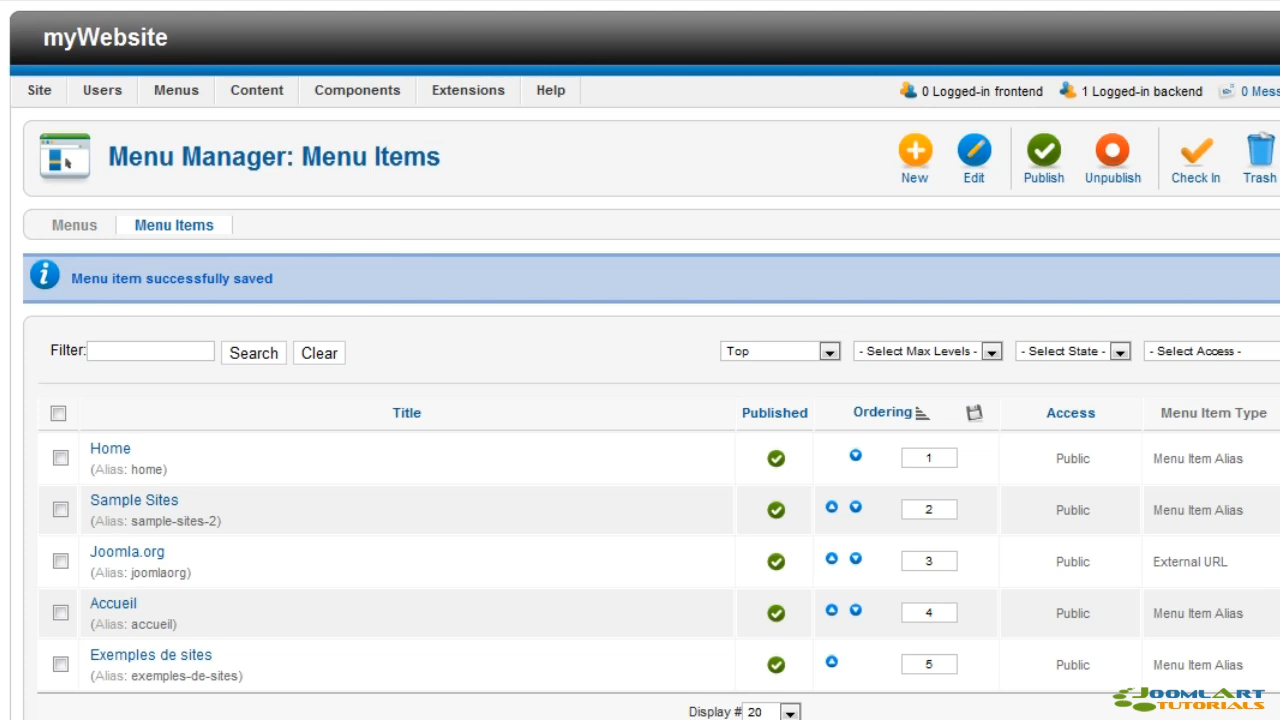 myWebsite
Site Users Menus Content Components Extensions Help 0 Logged-in frontend 1 Logged-in backend 0 Mess
Menu Manager: Menu Items
New Edit Publish Unpublish Check In Trash
Menus Menu Items
Menu item successfully saved
Filter: Search Clear Top - Select Max Levels - - Select State - - Select Access -
Title Published Ordering Access Menu Item Type
Home 1 Public Menu Item Alias
(Alias: home)
Sample Sites 2 Public Menu Item Alias
(Alias: sample-sites-2)
Joomla.org 3 Public External URL
(Alias: joomlaorg)
Accueil 4 Public Menu Item Alias
(Alias: accueil)
Exemples de sites 5 Public Menu Item Alias
(Alias: exemples-de-sites)
Display # 20
JOOMLART
TUTORIALS